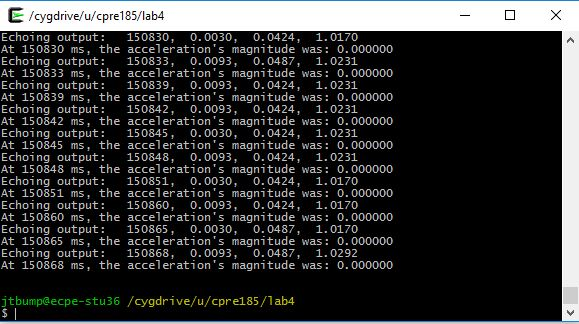 /cygdrive/u/cpre185/lab4
Echoing output:   150830,  0.0030,  0.0424,  1.0170
At 150830 ms, the acceleration's magnitude was: 0.000000
Echoing output:   150833,  0.0093,  0.0487,  1.0231
At 150833 ms, the acceleration's magnitude was: 0.000000
Echoing output:   150839,  0.0093,  0.0424,  1.0231
At 150839 ms, the acceleration's magnitude was: 0.000000
Echoing output:   150842,  0.0093,  0.0424,  1.0231
At 150842 ms, the acceleration's magnitude was: 0.000000
Echoing output:   150845,  0.0030,  0.0424,  1.0231
At 150845 ms, the acceleration's magnitude was: 0.000000
Echoing output:   150848,  0.0093,  0.0424,  1.0231
At 150848 ms, the acceleration's magnitude was: 0.000000
Echoing output:   150851,  0.0030,  0.0424,  1.0170
At 150851 ms, the acceleration's magnitude was: 0.000000
Echoing output:   150860,  0.0093,  0.0424,  1.0170
At 150860 ms, the acceleration's magnitude was: 0.000000
Echoing output:   150865,  0.0030,  0.0487,  1.0170
At 150865 ms, the acceleration's magnitude was: 0.000000
Echoing output:   150868,  0.0093,  0.0487,  1.0292
At 150868 ms, the acceleration's magnitude was: 0.000000
jtbump@ecpe-stu36 /cygdrive/u/cpre185/lab4
$